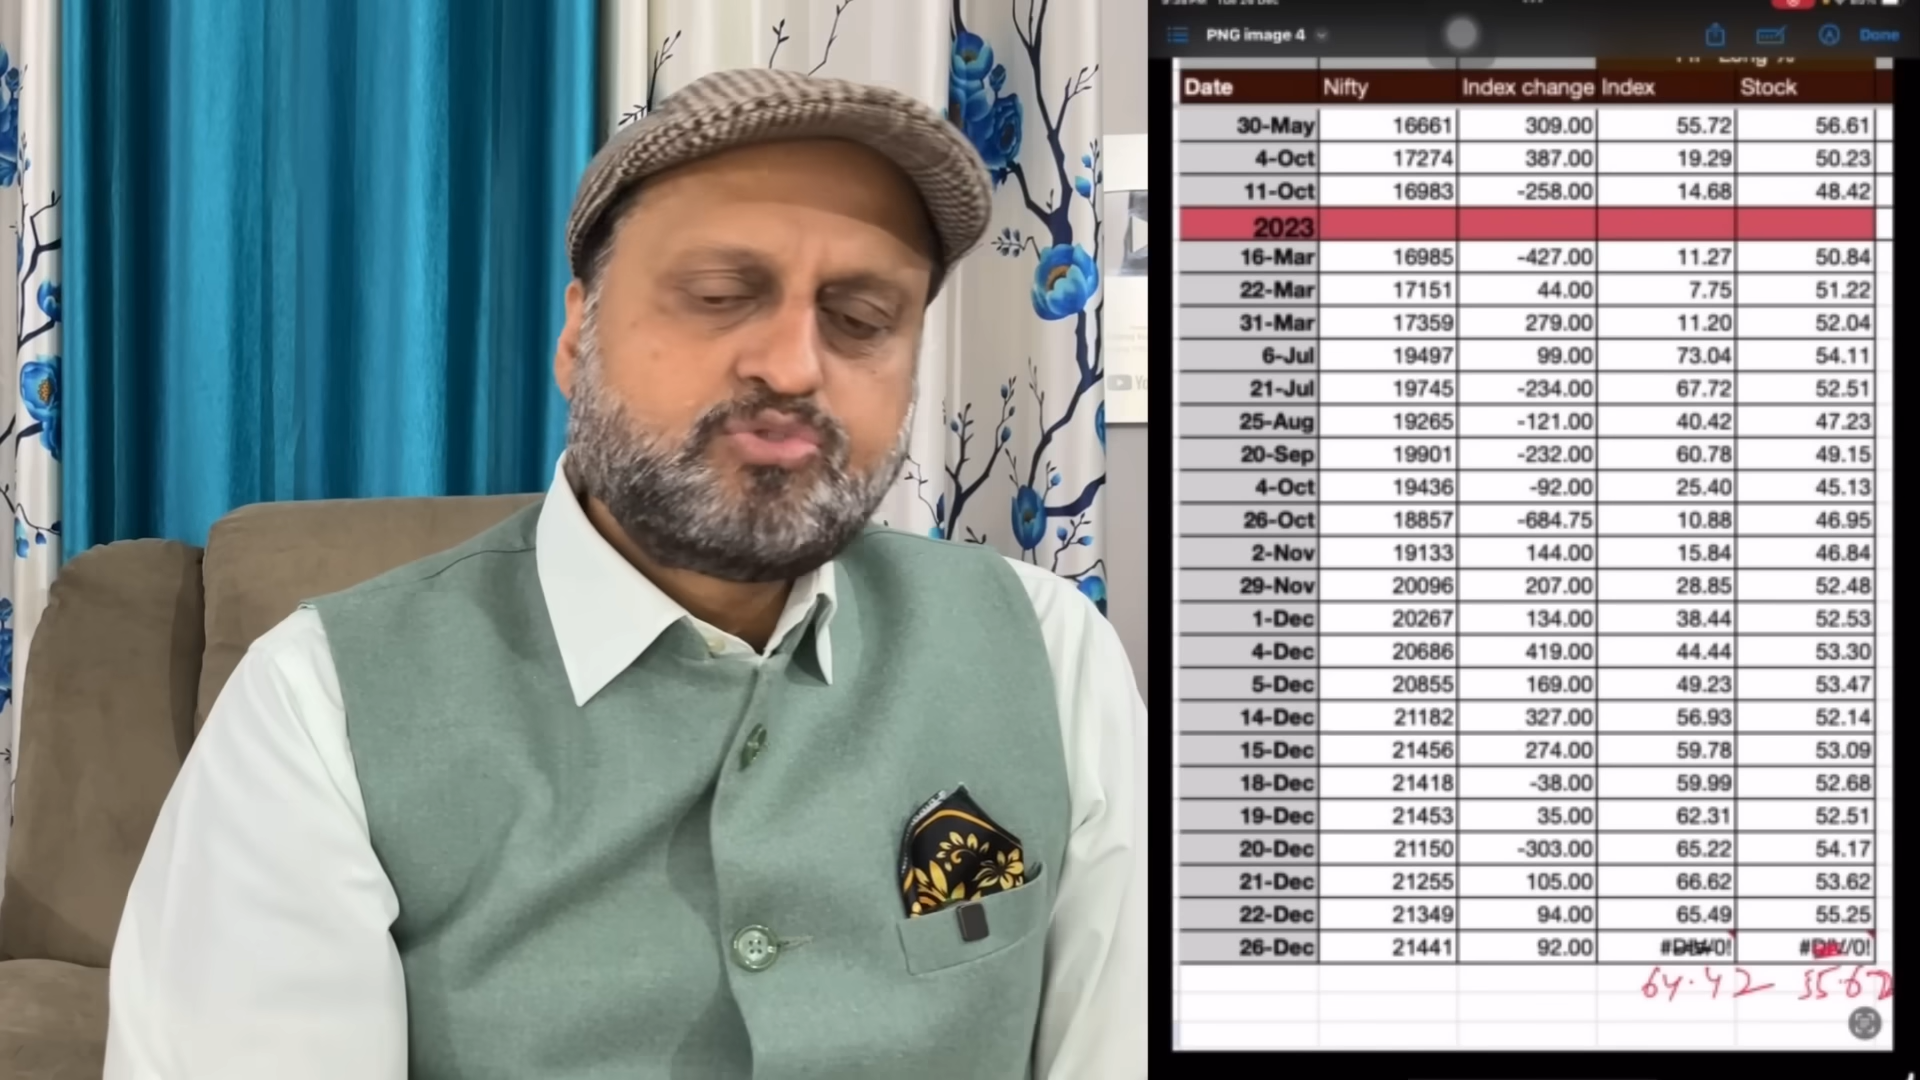 PNG image 4 Done
FII Long %
Date Nifty Index change Index Stock
30-May 16661 309.00 55.72 56.61
4-Oct 17274 387.00 19.29 50.23
11-Oct 16983 -258.00 14.68 48.42
2023
16-Mar 16985 -427.00 11.27 50.84
22-Mar 17151 44.00 7.75 51.22
31-Mar 17359 279.00 11.20 52.04
6-Jul 19497 99.00 73.04 54.11
21-Jul 19745 -234.00 67.72 52.51
25-Aug 19265 -121.00 40.42 47.23
20-Sep 19901 -232.00 60.78 49.15
4-Oct 19436 -92.00 25.40 45.13
26-Oct 18857 -684.75 10.88 46.95
2-Nov 19133 144.00 15.84 46.84
29-Nov 20096 207.00 28.85 52.48
1-Dec 20267 134.00 38.44 52.53
4-Dec 20686 419.00 44.44 53.30
5-Dec 20855 169.00 49.23 53.47
14-Dec 21182 327.00 56.93 52.14
15-Dec 21456 274.00 59.78 53.09
18-Dec 21418 -38.00 59.99 52.68
19-Dec 21453 35.00 62.31 52.51
20-Dec 21150 -303.00 65.22 54.17
21-Dec 21255 105.00 66.62 53.62
22-Dec 21349 94.00 65.49 55.25
26-Dec 21441 92.00 #DIV/0! #DIV/0!
64.42